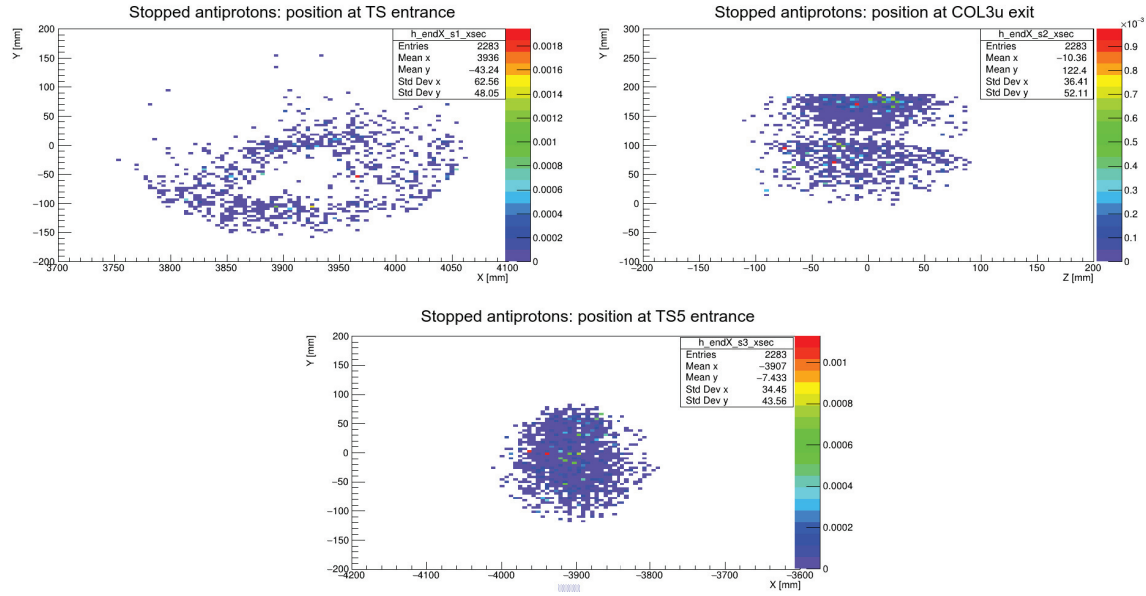 Stopped antiprotons: position at TS entrance
Y [mm]
200
150
100
50
0
−50
−100
−150
−200
3700
3750
3800
3850
3900
3950
4000
4050
4100
X [mm]
h_endX_s1_xsec
Entries 2283
Mean x 3936
Mean y −43.24
Std Dev x 62.56
Std Dev y 48.05
0.0018
0.0016
0.0014
0.0012
0.001
0.0008
0.0006
0.0004
0.0002
0
Stopped antiprotons: position at COL3u exit
Y [mm]
200
150
100
50
0
−50
−100
−200
−150
−100
−50
0
50
100
150
200
Z [mm]
h_endX_s2_xsec
Entries 2283
Mean x −10.36
Mean y 122.4
Std Dev x 36.41
Std Dev y 52.11
×10⁻³
0.9
0.8
0.7
0.6
0.5
0.4
0.3
0.2
0.1
0
Stopped antiprotons: position at TS5 entrance
Y [mm]
200
150
100
50
0
−50
−100
−150
−200
−4200
−4100
−4000
−3900
−3800
−3700
−3600
X [mm]
h_endX_s3_xsec
Entries 2283
Mean x −3907
Mean y −7.433
Std Dev x 34.45
Std Dev y 43.56
0.001
0.0008
0.0006
0.0004
0.0002
0